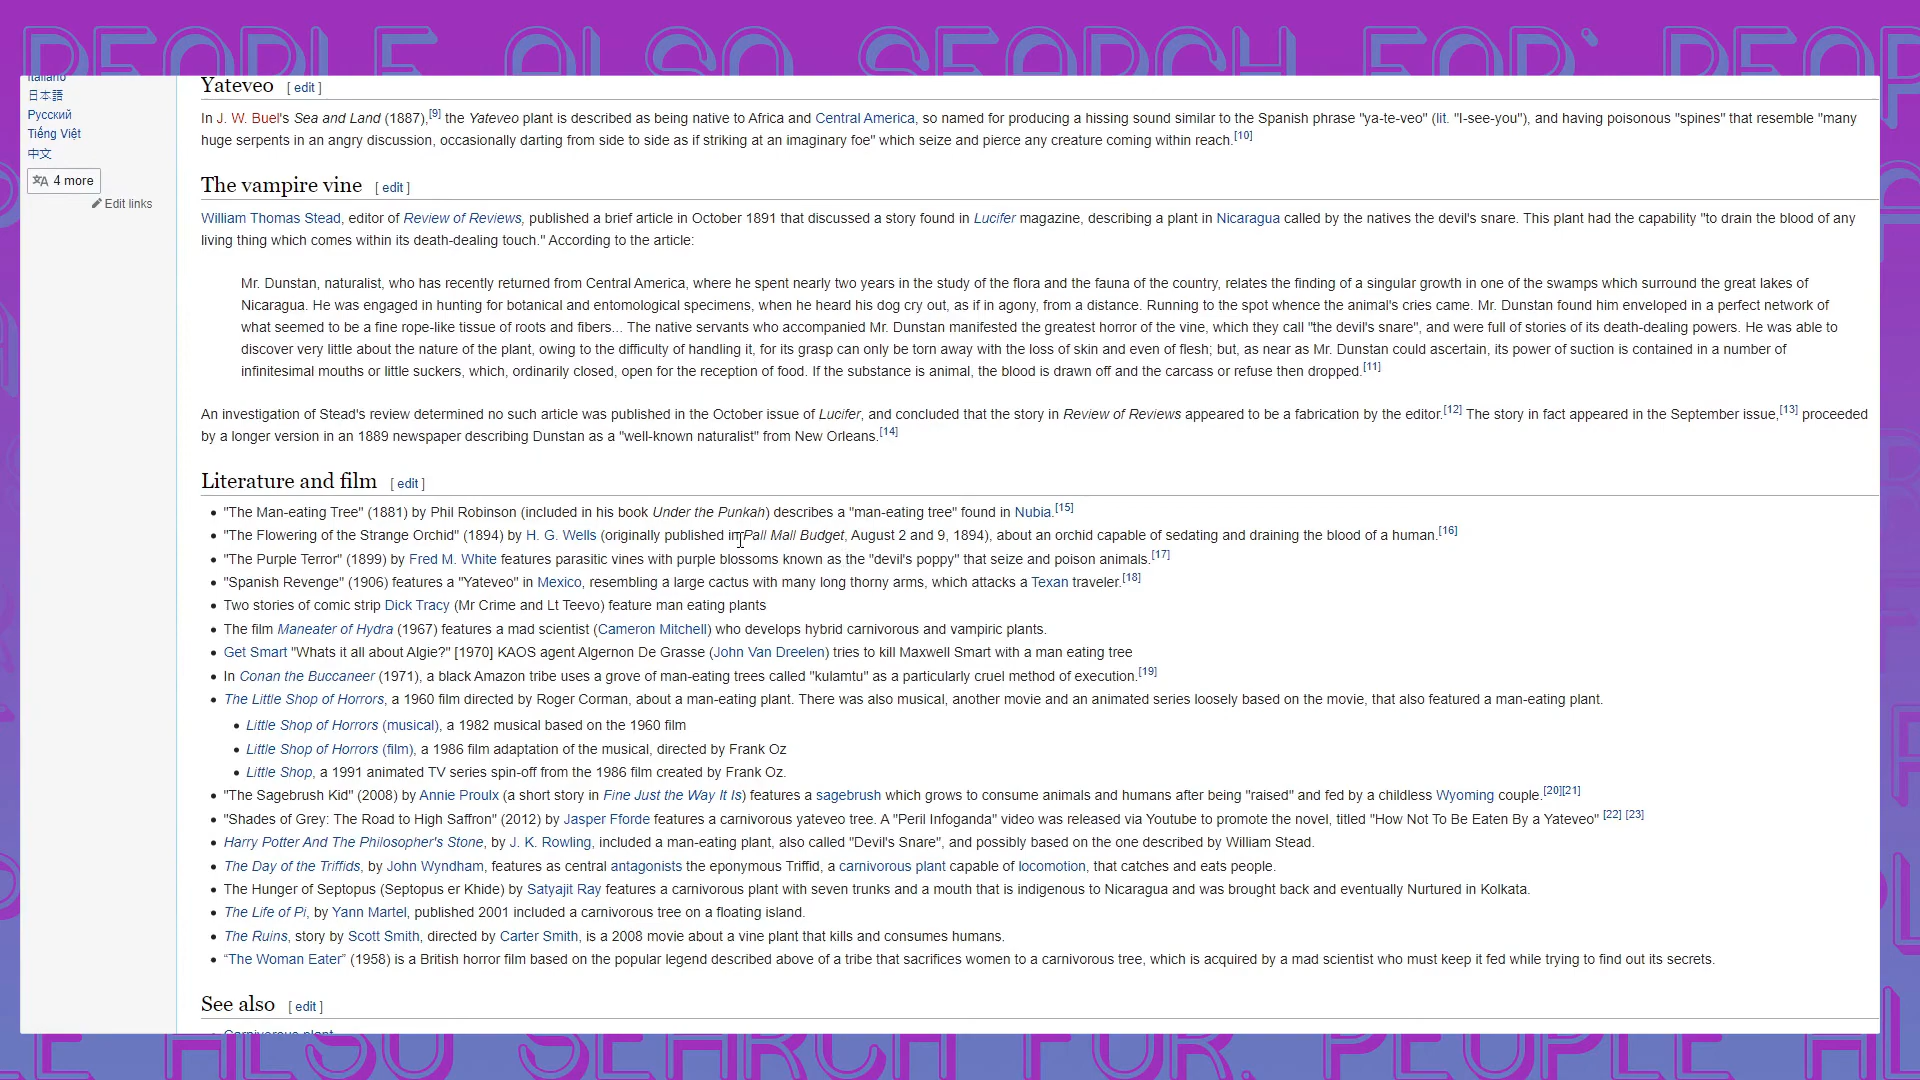 PEOPLE ALSO SEARCH FOR: PEOPLE
Italiano
日本語
Русский
Tiếng Việt
中文
4 more
Edit links
Yateveo [ edit ]
In J. W. Buel's Sea and Land (1887),[9] the Yateveo plant is described as being native to Africa and Central America, so named for producing a hissing sound similar to the Spanish phrase "ya-te-veo" (lit. "I-see-you"), and having poisonous "spines" that resemble "many
huge serpents in an angry discussion, occasionally darting from side to side as if striking at an imaginary foe" which seize and pierce any creature coming within reach.[10]
The vampire vine [ edit ]
William Thomas Stead, editor of Review of Reviews, published a brief article in October 1891 that discussed a story found in Lucifer magazine, describing a plant in Nicaragua called by the natives the devil's snare. This plant had the capability "to drain the blood of any
living thing which comes within its death-dealing touch." According to the article:
Mr. Dunstan, naturalist, who has recently returned from Central America, where he spent nearly two years in the study of the flora and the fauna of the country, relates the finding of a singular growth in one of the swamps which surround the great lakes of
Nicaragua. He was engaged in hunting for botanical and entomological specimens, when he heard his dog cry out, as if in agony, from a distance. Running to the spot whence the animal's cries came. Mr. Dunstan found him enveloped in a perfect network of
what seemed to be a fine rope-like tissue of roots and fibers... The native servants who accompanied Mr. Dunstan manifested the greatest horror of the vine, which they call "the devil's snare", and were full of stories of its death-dealing powers. He was able to
discover very little about the nature of the plant, owing to the difficulty of handling it, for its grasp can only be torn away with the loss of skin and even of flesh; but, as near as Mr. Dunstan could ascertain, its power of suction is contained in a number of
infinitesimal mouths or little suckers, which, ordinarily closed, open for the reception of food. If the substance is animal, the blood is drawn off and the carcass or refuse then dropped.[11]
An investigation of Stead's review determined no such article was published in the October issue of Lucifer, and concluded that the story in Review of Reviews appeared to be a fabrication by the editor.[12] The story in fact appeared in the September issue,[13] proceeded
by a longer version in an 1889 newspaper describing Dunstan as a "well-known naturalist" from New Orleans.[14]
Literature and film [ edit ]
"The Man-eating Tree" (1881) by Phil Robinson (included in his book Under the Punkah) describes a "man-eating tree" found in Nubia.[15]
"The Flowering of the Strange Orchid" (1894) by H. G. Wells (originally published in Pall Mall Budget, August 2 and 9, 1894), about an orchid capable of sedating and draining the blood of a human.[16]
"The Purple Terror" (1899) by Fred M. White features parasitic vines with purple blossoms known as the "devil's poppy" that seize and poison animals.[17]
"Spanish Revenge" (1906) features a "Yateveo" in Mexico, resembling a large cactus with many long thorny arms, which attacks a Texan traveler.[18]
Two stories of comic strip Dick Tracy (Mr Crime and Lt Teevo) feature man eating plants
The film Maneater of Hydra (1967) features a mad scientist (Cameron Mitchell) who develops hybrid carnivorous and vampiric plants.
Get Smart "Whats it all about Algie?" [1970] KAOS agent Algernon De Grasse (John Van Dreelen) tries to kill Maxwell Smart with a man eating tree
In Conan the Buccaneer (1971), a black Amazon tribe uses a grove of man-eating trees called "kulamtu" as a particularly cruel method of execution.[19]
The Little Shop of Horrors, a 1960 film directed by Roger Corman, about a man-eating plant. There was also musical, another movie and an animated series loosely based on the movie, that also featured a man-eating plant.
Little Shop of Horrors (musical), a 1982 musical based on the 1960 film
Little Shop of Horrors (film), a 1986 film adaptation of the musical, directed by Frank Oz
Little Shop, a 1991 animated TV series spin-off from the 1986 film created by Frank Oz.
"The Sagebrush Kid" (2008) by Annie Proulx (a short story in Fine Just the Way It Is) features a sagebrush which grows to consume animals and humans after being "raised" and fed by a childless Wyoming couple.[20][21]
"Shades of Grey: The Road to High Saffron" (2012) by Jasper Fforde features a carnivorous yateveo tree. A "Peril Infoganda" video was released via Youtube to promote the novel, titled "How Not To Be Eaten By a Yateveo" [22] [23]
Harry Potter And The Philosopher's Stone, by J. K. Rowling, included a man-eating plant, also called "Devil's Snare", and possibly based on the one described by William Stead.
The Day of the Triffids, by John Wyndham, features as central antagonists the eponymous Triffid, a carnivorous plant capable of locomotion, that catches and eats people.
The Hunger of Septopus (Septopus er Khide) by Satyajit Ray features a carnivorous plant with seven trunks and a mouth that is indigenous to Nicaragua and was brought back and eventually Nurtured in Kolkata.
The Life of Pi, by Yann Martel, published 2001 included a carnivorous tree on a floating island.
The Ruins, story by Scott Smith, directed by Carter Smith, is a 2008 movie about a vine plant that kills and consumes humans.
“The Woman Eater” (1958) is a British horror film based on the popular legend described above of a tribe that sacrifices women to a carnivorous tree, which is acquired by a mad scientist who must keep it fed while trying to find out its secrets.
See also [ edit ]
Carnivorous plant
ALSO SEARCH FOR: PEOPLE